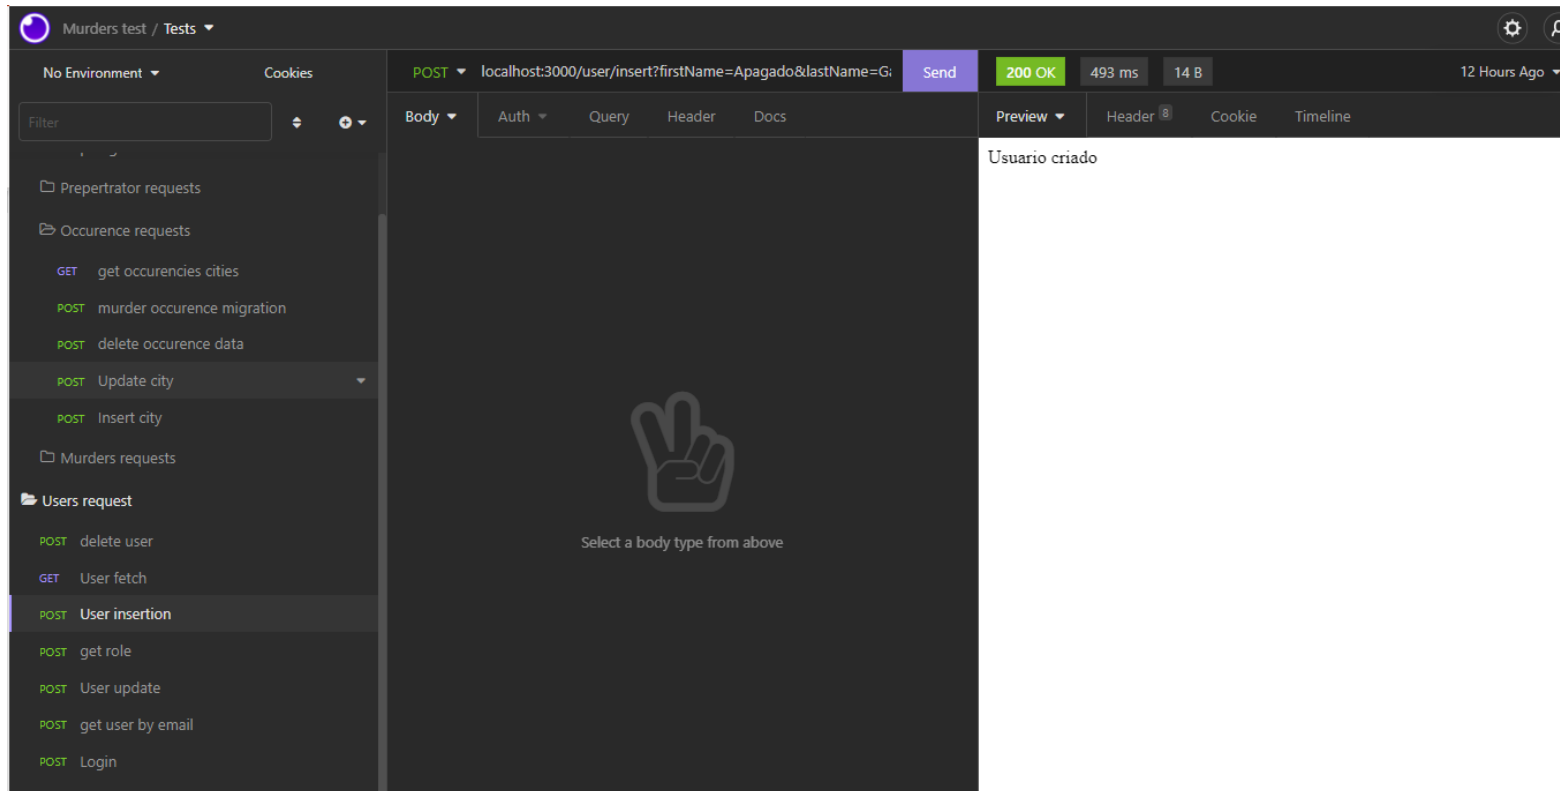 Murders test / Tests
No Environment
Cookies
POST
localhost:3000/user/insert?firstName=Apagado&lastName=Ga
Send
200 OK
493 ms
14 B
12 Hours Ago
Filter
Body
Auth
Query
Header
Docs
Preview
Header 8
Cookie
Timeline
Usuario criado
Prepertrator requests
Occurence requests
GET get occurencies cities
POST murder occurence migration
POST delete occurence data
POST Update city
POST Insert city
Murders requests
Users request
POST delete user
GET User fetch
POST User insertion
POST get role
POST User update
POST get user by email
POST Login
Select a body type from above